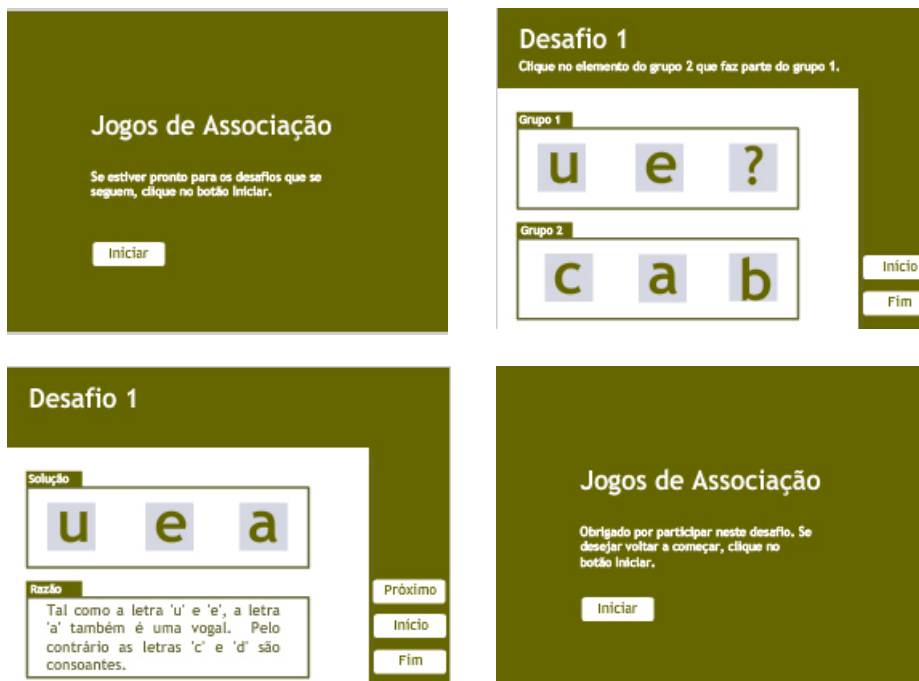 Jogos de Associação
Se estiver pronto para os desafios que se
seguem, clique no botão Iniciar.
Iniciar
Desafio 1
Clique no elemento do grupo 2 que faz parte do grupo 1.
Grupo 1
u e ?
Grupo 2
c a b
Início
Fim
Desafio 1
Solução
u e a
Razão
Tal como a letra 'u' e 'e', a letra
'a' também é uma vogal. Pelo
contrário as letras 'c' e 'd' são
consoantes.
Próximo
Início
Fim
Jogos de Associação
Obrigado por participar neste desafio. Se
desejar voltar a começar, clique no
botão Iniciar.
Iniciar